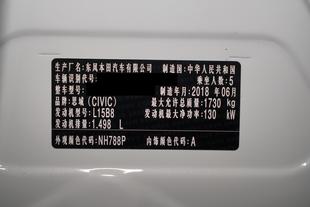 生产厂名: 东风本田汽车有限公司 制造国: 中华人民共和国
车辆识别代号: 乘坐人数: 5
整车型号: 制造年月: 2018 年 06月
品牌: 思域 (CIVIC) 最大允许总质量: 1730 kg
发动机型号: L15B8 发动机最大净功率: 130 kW
发动机排量: 1.498 L
外观颜色代码: NH788P 内饰颜色代码: A